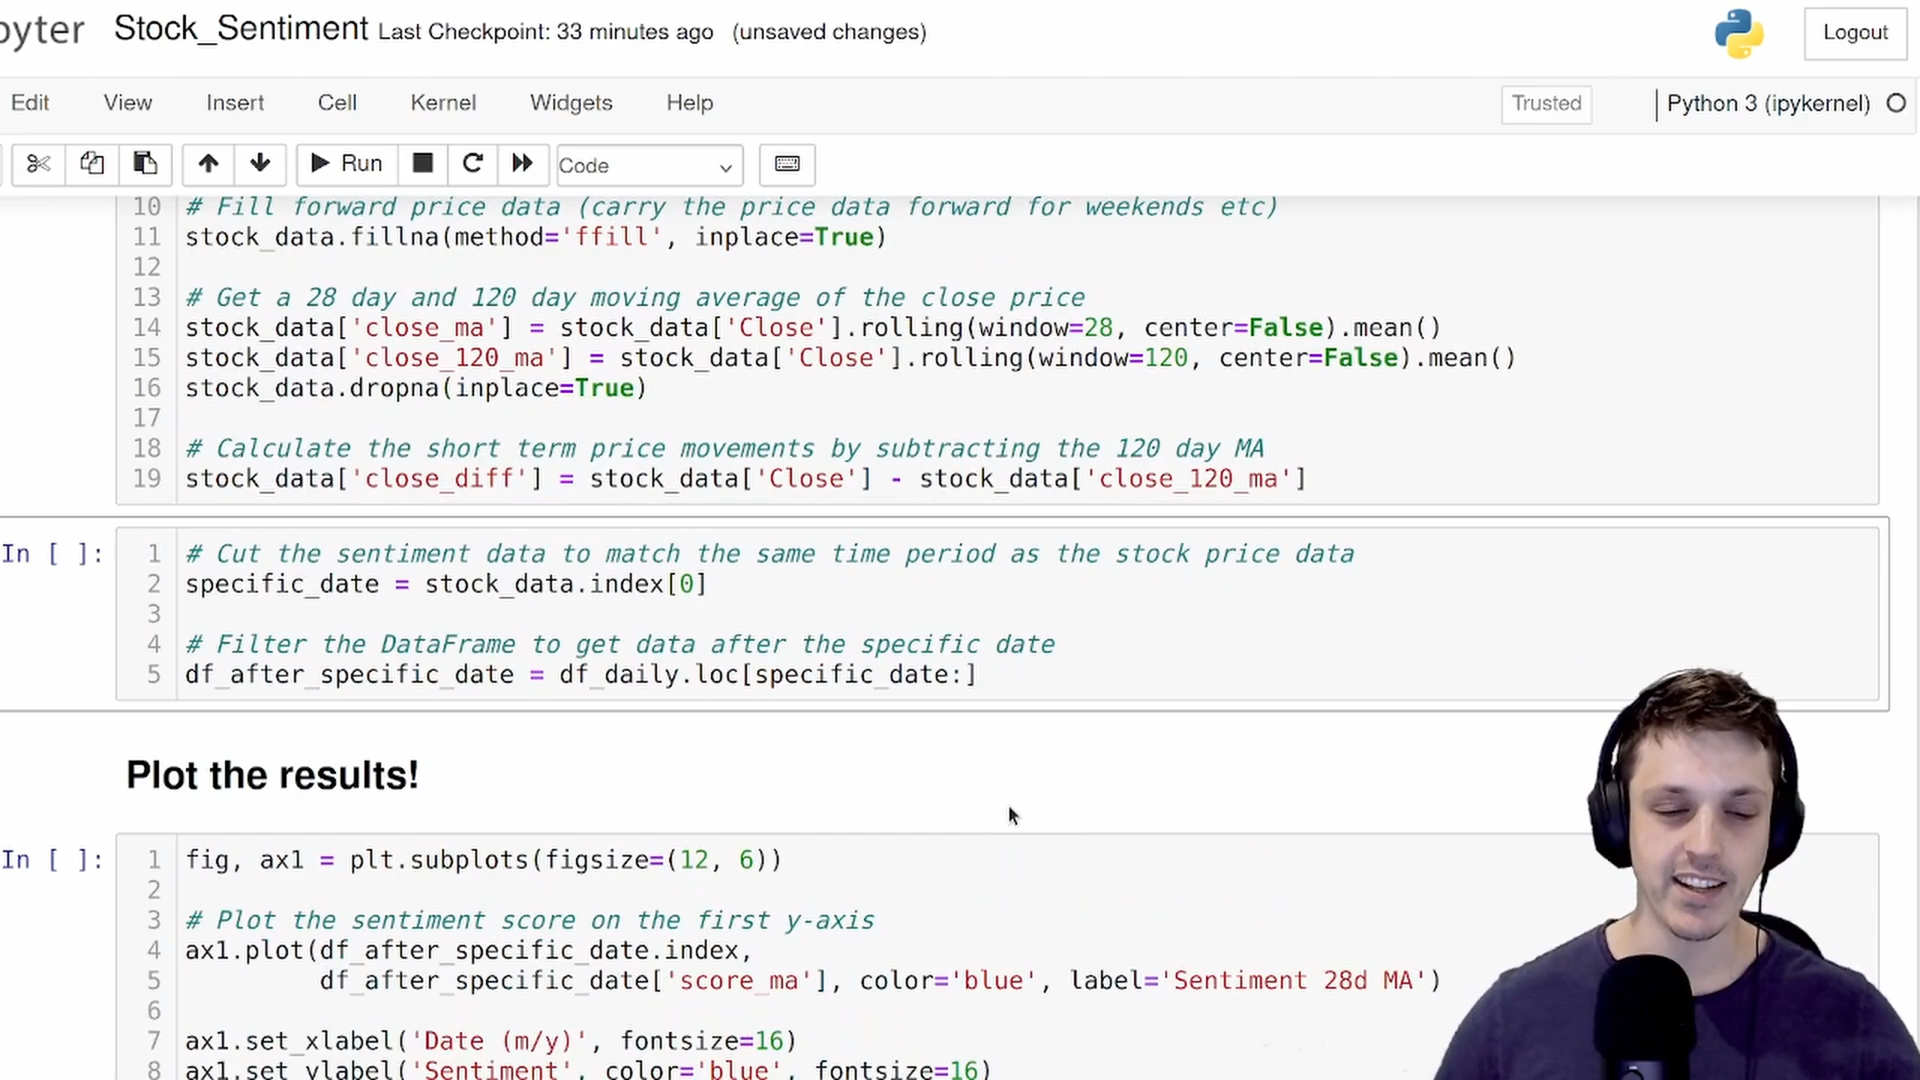 pyter Stock_Sentiment Last Checkpoint: 33 minutes ago (unsaved changes) Logout
Edit View Insert Cell Kernel Widgets Help Trusted Python 3 (ipykernel)
Run Code
10 # Fill forward price data (carry the price data forward for weekends etc)
11 stock_data.fillna(method='ffill', inplace=True)
12
13 # Get a 28 day and 120 day moving average of the close price
14 stock_data['close_ma'] = stock_data['Close'].rolling(window=28, center=False).mean()
15 stock_data['close_120_ma'] = stock_data['Close'].rolling(window=120, center=False).mean()
16 stock_data.dropna(inplace=True)
17
18 # Calculate the short term price movements by subtracting the 120 day MA
19 stock_data['close_diff'] = stock_data['Close'] - stock_data['close_120_ma']
In [ ]: 1 # Cut the sentiment data to match the same time period as the stock price data
2 specific_date = stock_data.index[0]
3
4 # Filter the DataFrame to get data after the specific date
5 df_after_specific_date = df_daily.loc[specific_date:]
Plot the results!
In [ ]: 1 fig, ax1 = plt.subplots(figsize=(12, 6))
2
3 # Plot the sentiment score on the first y-axis
4 ax1.plot(df_after_specific_date.index,
5 df_after_specific_date['score_ma'], color='blue', label='Sentiment 28d MA')
6
7 ax1.set_xlabel('Date (m/y)', fontsize=16)
8 ax1.set_ylabel('Sentiment', color='blue', fontsize=16)